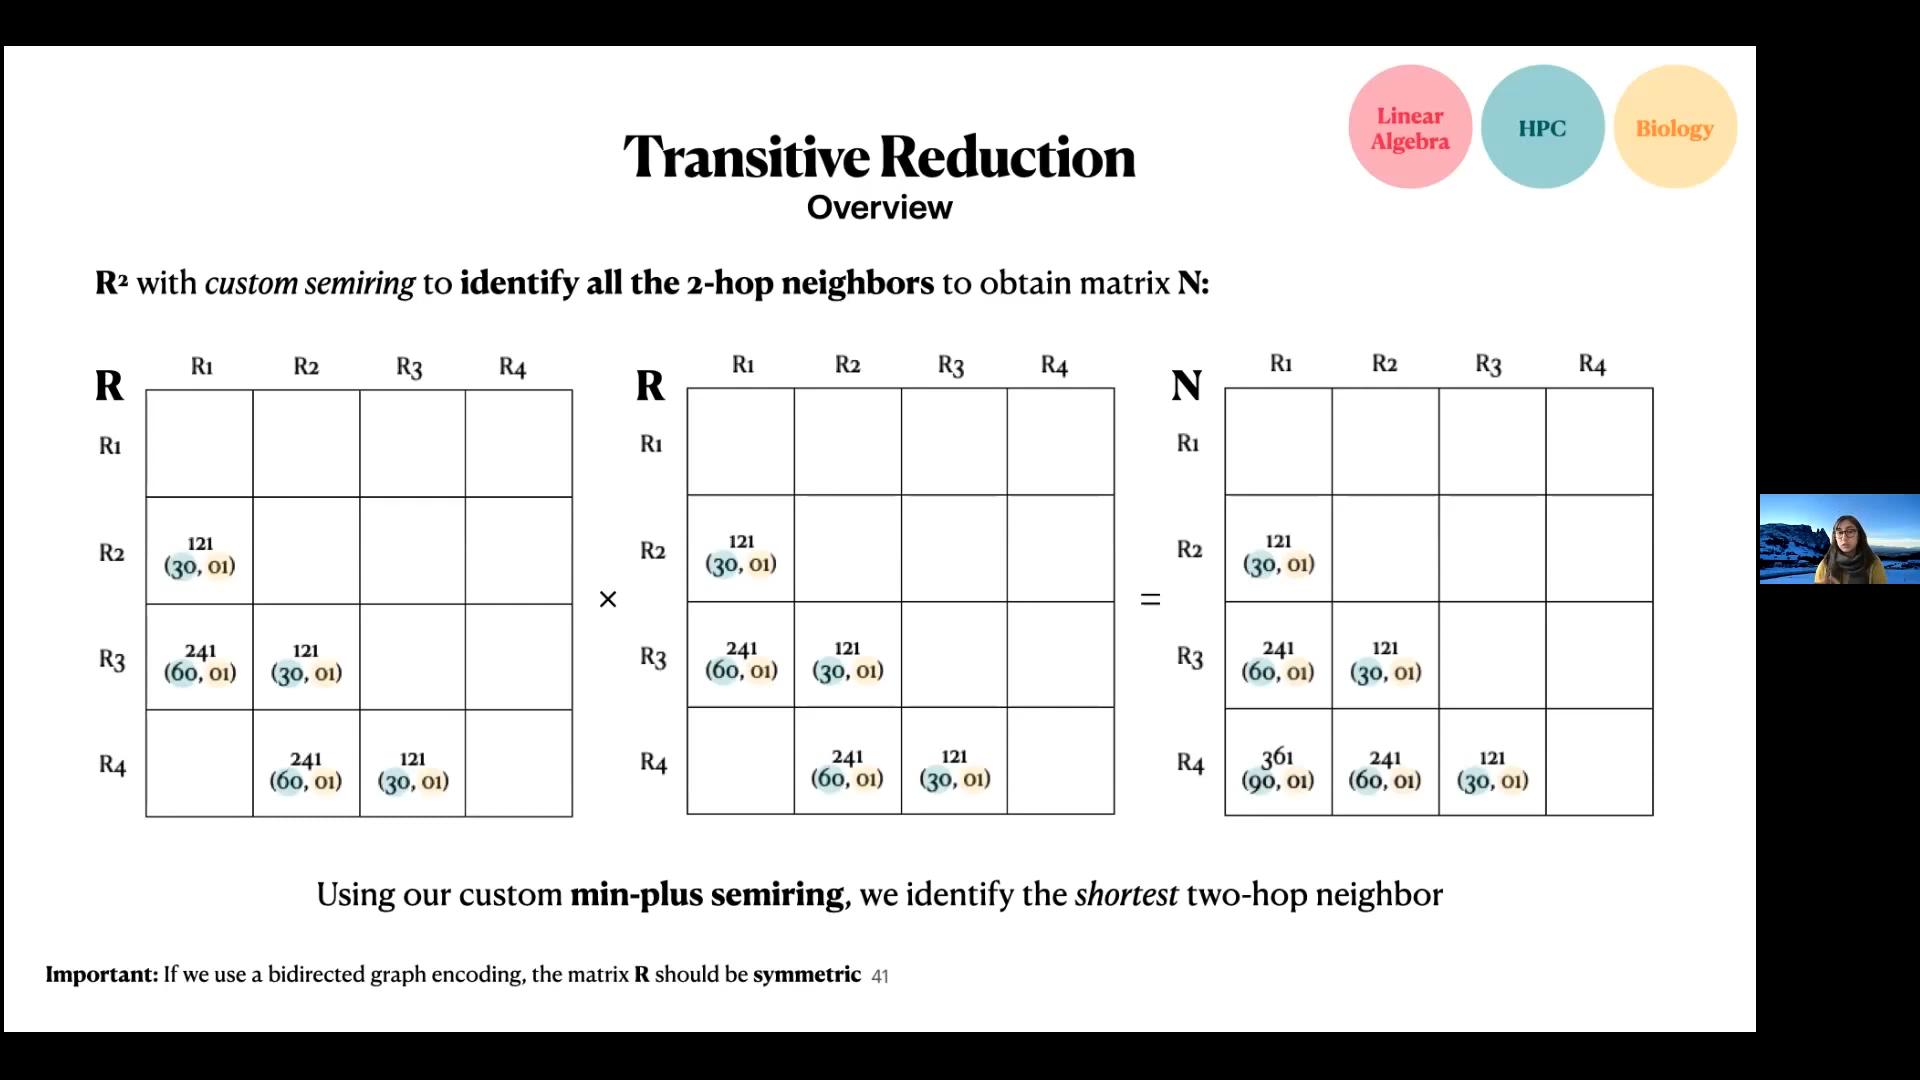 Linear
Algebra
HPC
Biology
Transitive Reduction
Overview
R² with custom semiring to identify all the 2-hop neighbors to obtain matrix N:
R
R1 R2 R3 R4
R1
R2
121
(30, 01)
R3
241
(60, 01)
121
(30, 01)
R4
241
(60, 01)
121
(30, 01)
×
R
R1 R2 R3 R4
R1
R2
121
(30, 01)
R3
241
(60, 01)
121
(30, 01)
R4
241
(60, 01)
121
(30, 01)
=
N
R1 R2 R3 R4
R1
R2
121
(30, 01)
R3
241
(60, 01)
121
(30, 01)
R4
361
(90, 01)
241
(60, 01)
121
(30, 01)
Using our custom min-plus semiring, we identify the shortest two-hop neighbor
Important: If we use a bidirected graph encoding, the matrix R should be symmetric 41